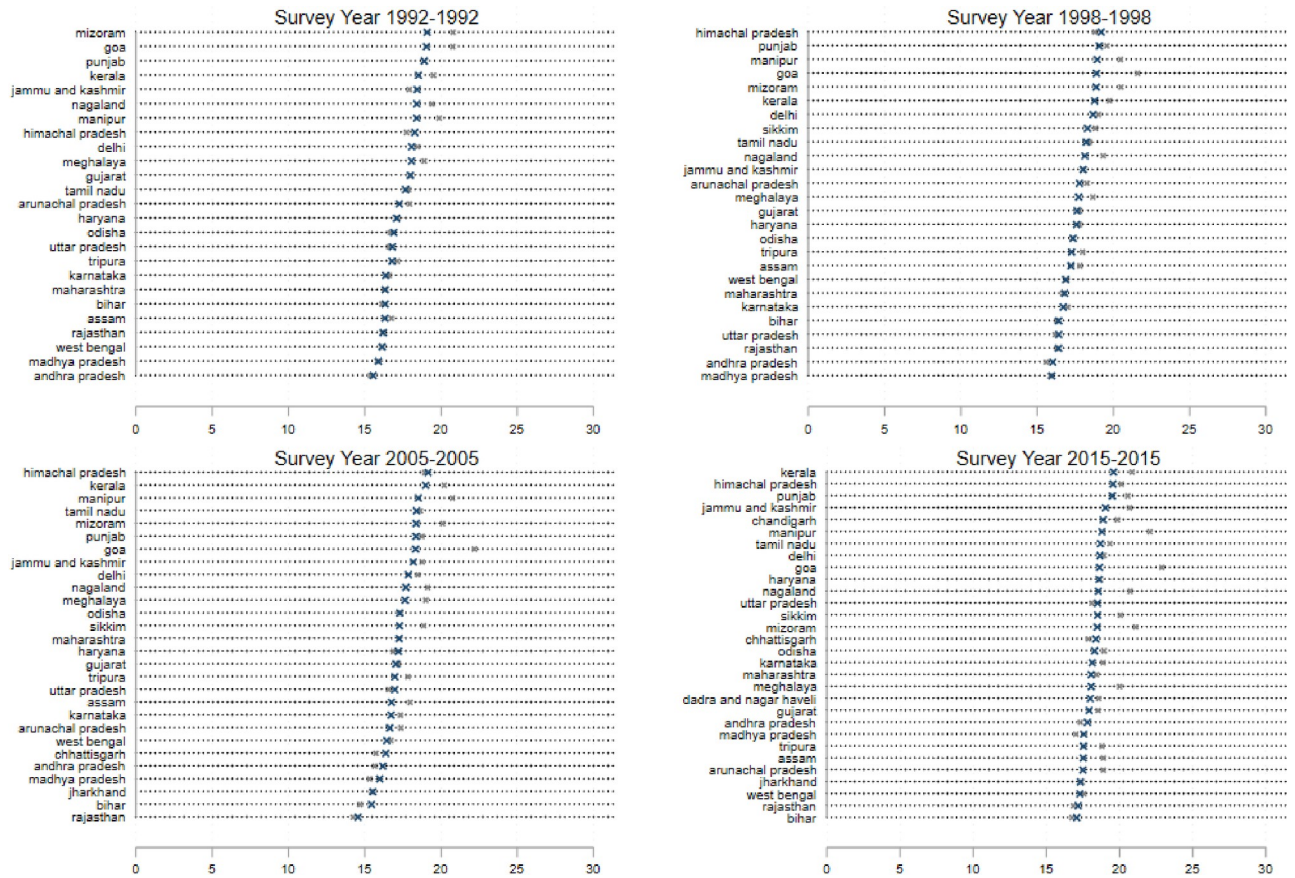 Survey Year 1992-1992
mizoram
goa
punjab
kerala
jammu and kashmir
nagaland
manipur
himachal pradesh
delhi
meghalaya
gujarat
tamil nadu
arunachal pradesh
haryana
odisha
uttar pradesh
tripura
karnataka
maharashtra
bihar
assam
rajasthan
west bengal
madhya pradesh
andhra pradesh
0 5 10 15 20 25 30
Survey Year 1998-1998
himachal pradesh
punjab
manipur
goa
mizoram
kerala
delhi
sikkim
tamil nadu
nagaland
jammu and kashmir
arunachal pradesh
meghalaya
gujarat
haryana
odisha
tripura
assam
west bengal
maharashtra
karnataka
bihar
uttar pradesh
rajasthan
andhra pradesh
madhya pradesh
0 5 10 15 20 25 30
Survey Year 2005-2005
himachal pradesh
kerala
manipur
tamil nadu
mizoram
punjab
goa
jammu and kashmir
delhi
nagaland
meghalaya
odisha
sikkim
maharashtra
haryana
gujarat
tripura
uttar pradesh
assam
karnataka
arunachal pradesh
west bengal
chhattisgarh
andhra pradesh
madhya pradesh
jharkhand
bihar
rajasthan
0 5 10 15 20 25 30
Survey Year 2015-2015
kerala
himachal pradesh
punjab
jammu and kashmir
chandigarh
manipur
tamil nadu
delhi
goa
haryana
nagaland
uttar pradesh
sikkim
mizoram
chhattisgarh
odisha
karnataka
maharashtra
meghalaya
dadra and nagar haveli
gujarat
andhra pradesh
madhya pradesh
tripura
assam
arunachal pradesh
jharkhand
west bengal
rajasthan
bihar
0 5 10 15 20 25 30